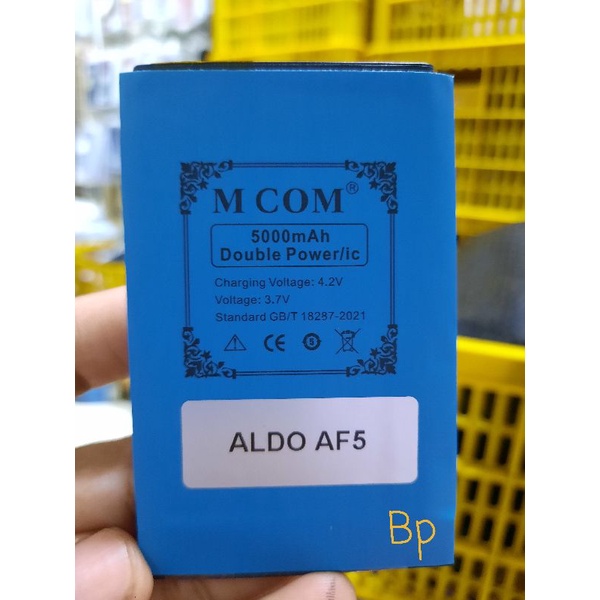 M COM®
5000mAh
Double Power/ic
Charging Voltage: 4.2V
Voltage: 3.7V
Standard GB/T 18287-2021
CE
ALDO AF5
Bp